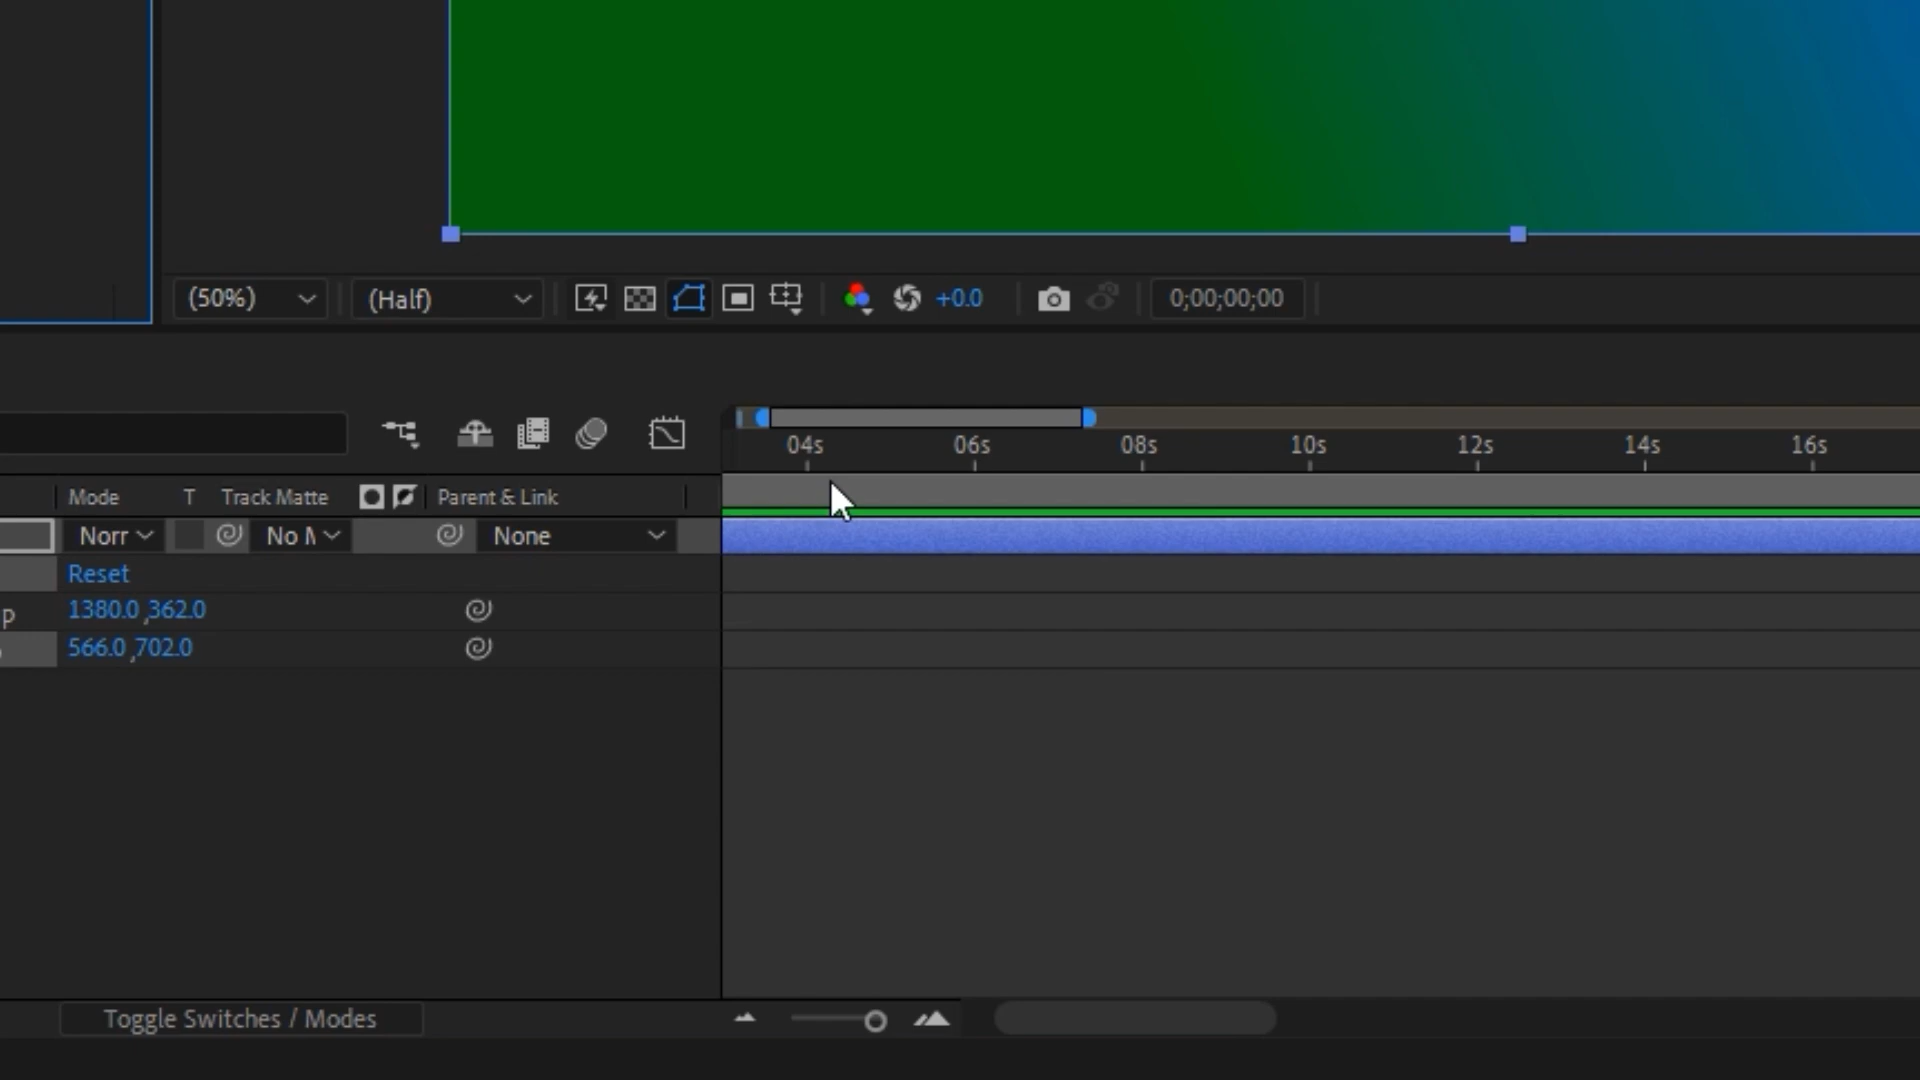 (50%) (Half) +0.0 0;00;00;00
04s 06s 08s 10s 12s 14s 16s
Mode T Track Matte Parent & Link
Norr No M None
Reset
p 1380.0,362.0
566.0,702.0
Toggle Switches / Modes